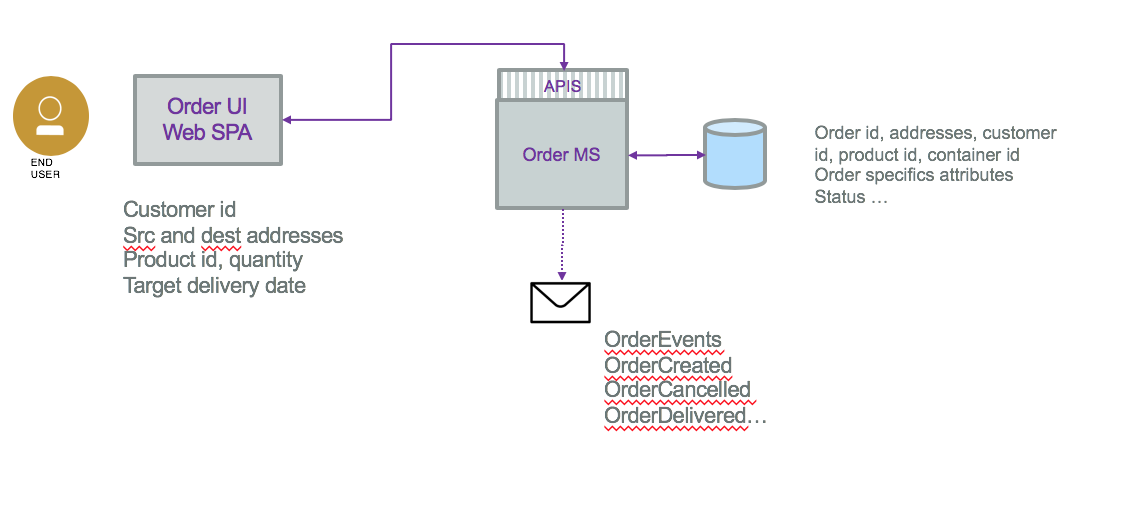 END
USER
Order UI
Web SPA
Customer id
Src and dest addresses
Product id, quantity
Target delivery date
APIS
Order MS
OrderEvents
OrderCreated
OrderCancelled
OrderDelivered…
Order id, addresses, customer
id, product id, container id
Order specifics attributes
Status …